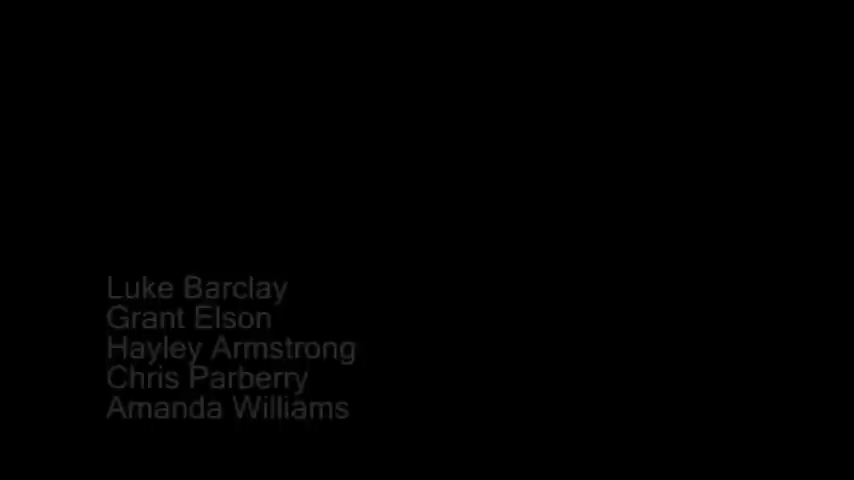 Luke Barclay
Grant Elson
Hayley Armstrong
Chris Parberry
Amanda Williams